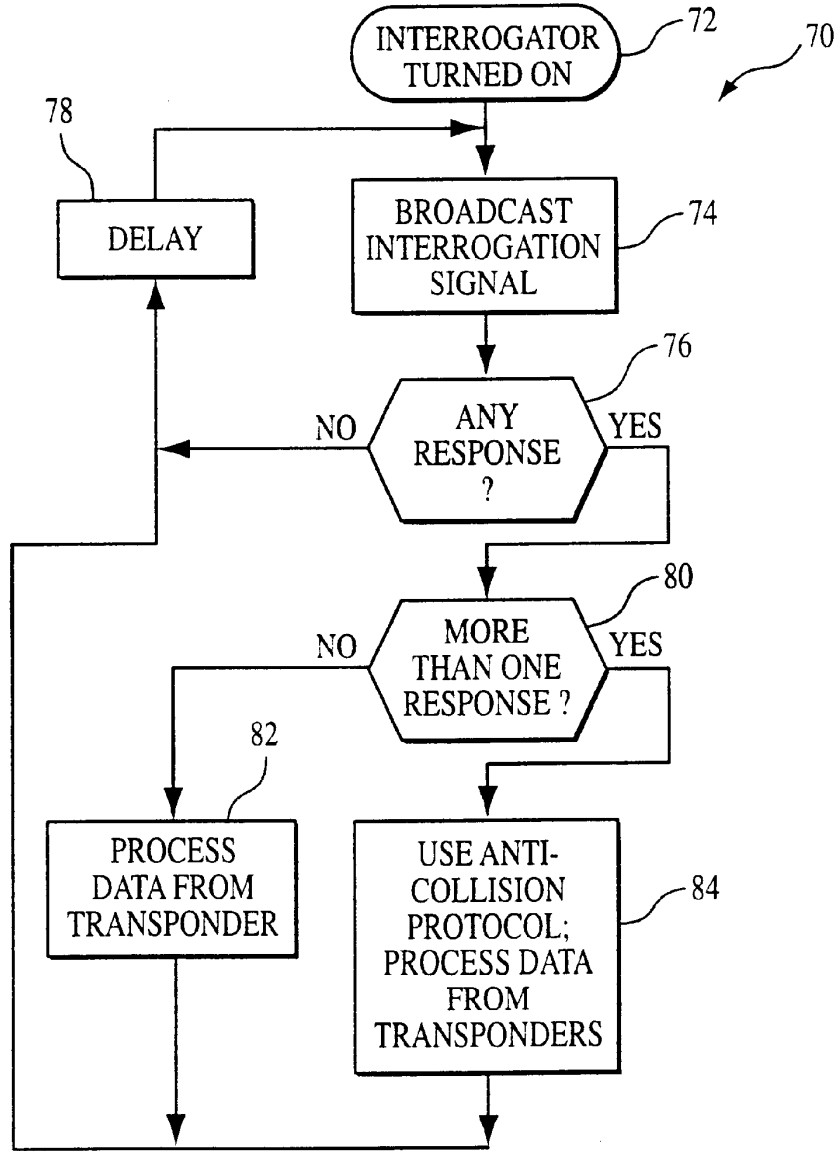 INTERROGATOR
TURNED ON
72
70
78
DELAY
BROADCAST
INTERROGATION
SIGNAL
74
76
NO
ANY
RESPONSE
?
YES
80
NO
MORE
THAN ONE
RESPONSE ?
YES
82
PROCESS
DATA FROM
TRANSPONDER
USE ANTI-
COLLISION
PROTOCOL;
PROCESS DATA
FROM
TRANSPONDERS
84